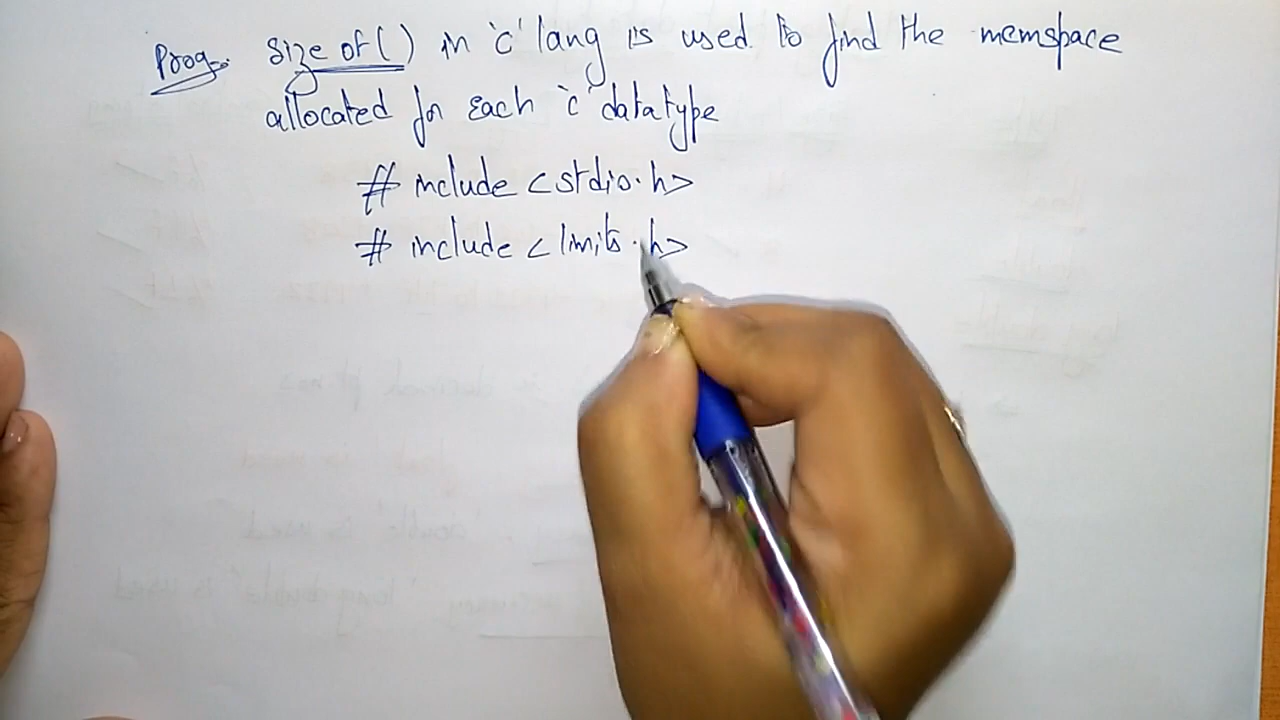 Prog:- Size of( ) in 'c' lang is used to find the memspace
allocated for each 'c' datatype
# include <stdio.h>
# include <limits.h>